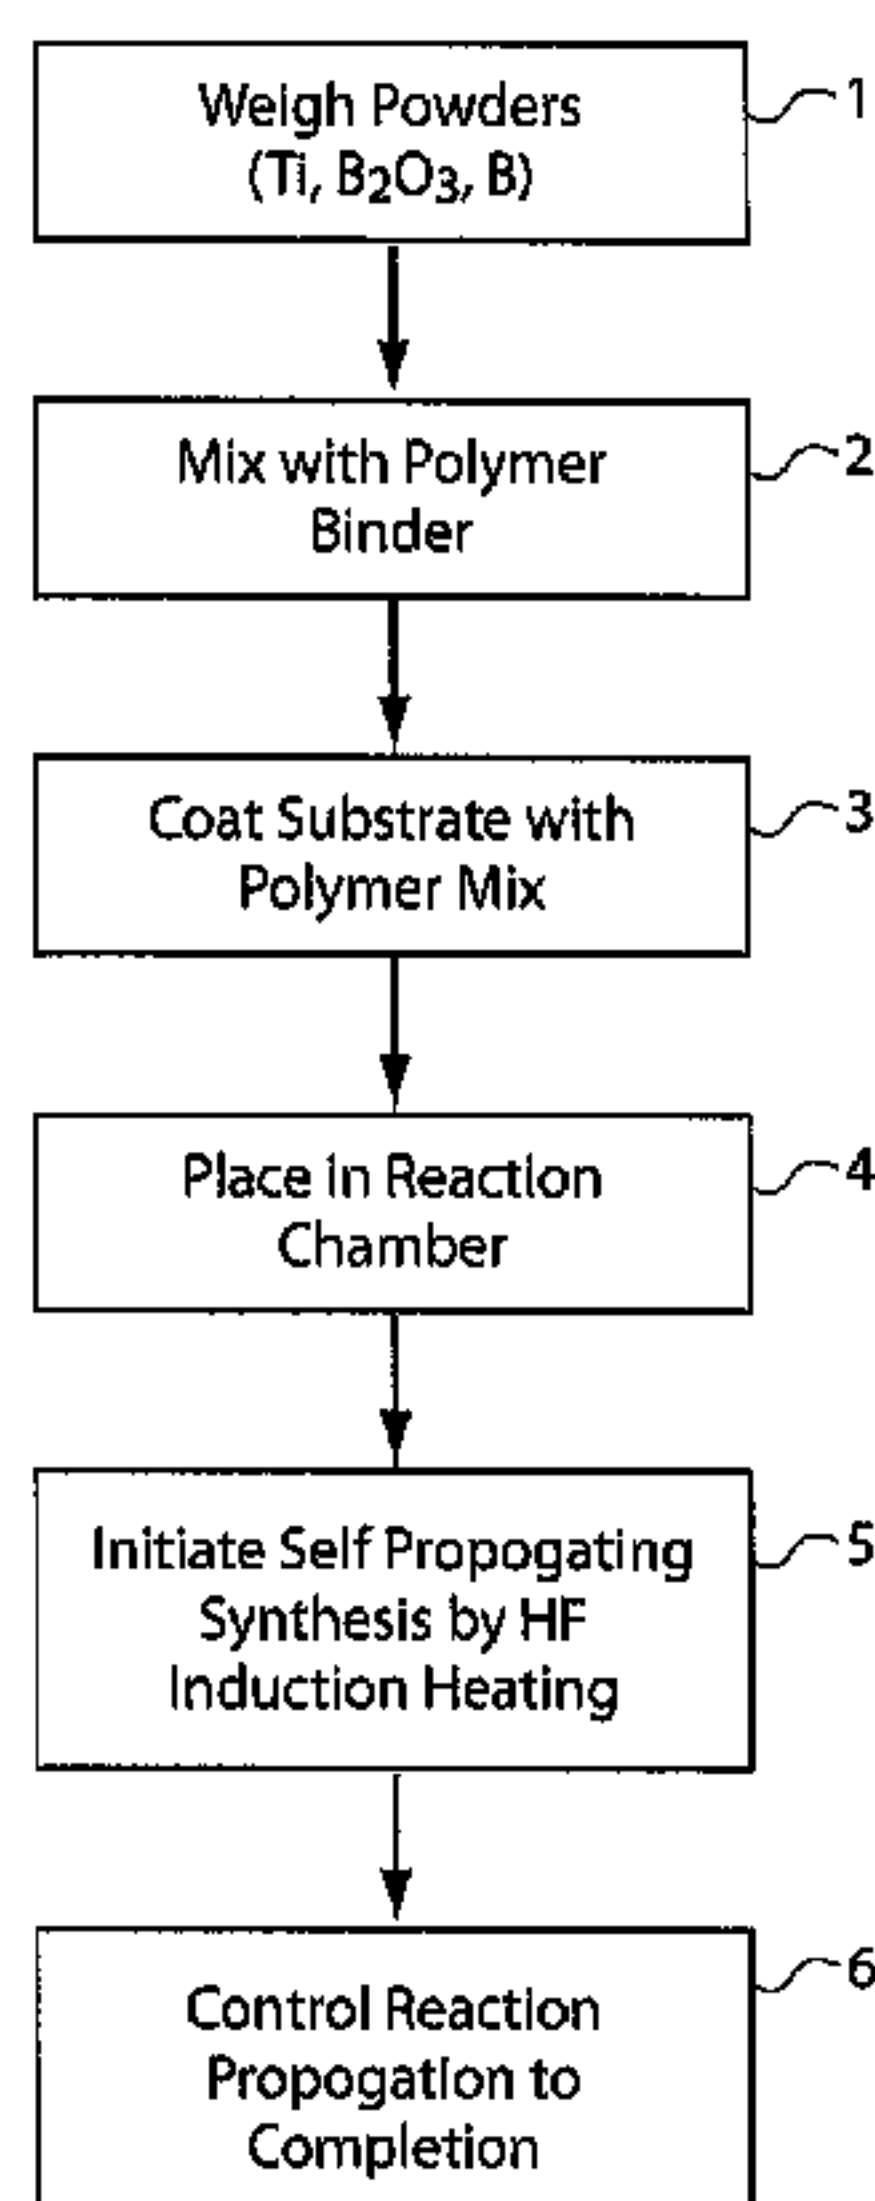 Weigh Powders
(Ti, B₂O₃, B)
1
Mix with Polymer
Binder
2
Coat Substrate with
Polymer Mix
3
Place in Reaction
Chamber
4
Initiate Self Propogating
Synthesis by HF
Induction Heating
5
Control Reaction
Propogation to
Completion
6